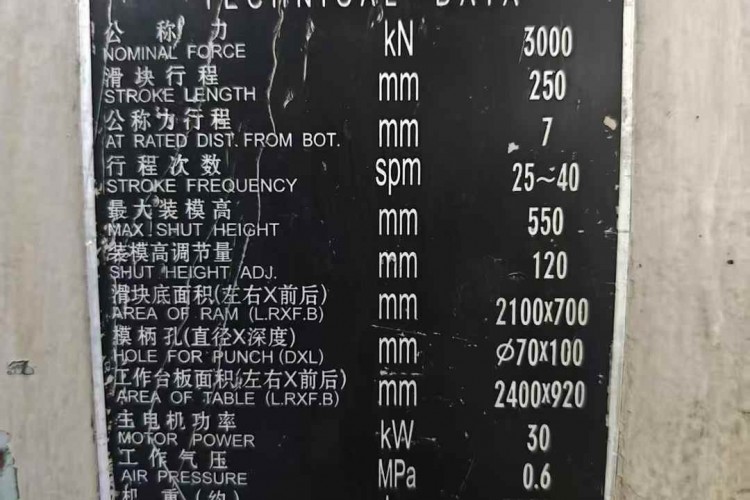 TECHNICAL DATA
公称力 kN 3000
NOMINAL FORCE
滑块行程 mm 250
STROKE LENGTH
公称力行程 mm 7
AT RATED DIST. FROM BOT.
行程次数 spm 25~40
STROKE FREQUENCY
最大装模高 mm 550
MAX.SHUT HEIGHT
装模高调节量 mm 120
SHUT HEIGHT ADJ.
滑块底面积(左右X前后) mm 2100x700
AREA OF RAM (L.RXF.B)
模柄孔(直径X深度) mm φ70x100
HOLE FOR PUNCH (DXL)
工作台板面积(左右X前后) mm 2400x920
AREA OF TABLE (L.RXF.B)
主电机功率 kW 30
MOTOR POWER
工作气压 MPa 0.6
AIR PRESSURE
机重(约)